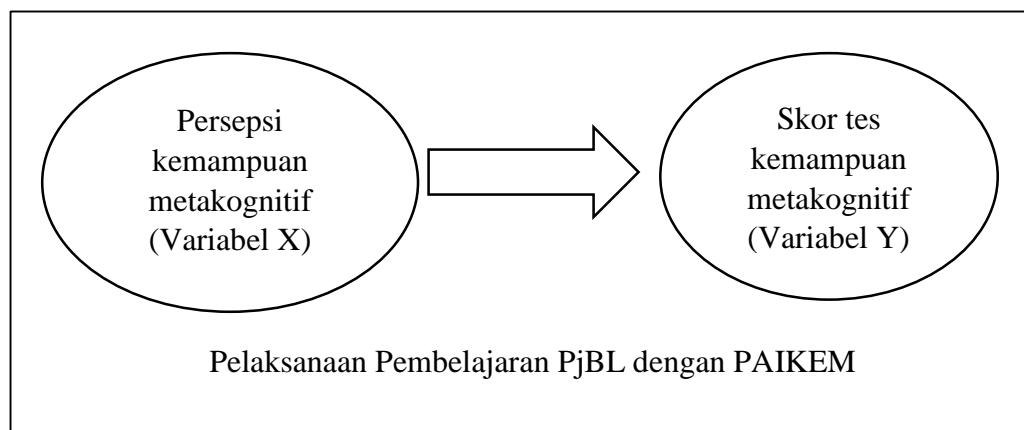 Persepsi
kemampuan
metakognitif
(Variabel X)
Skor tes
kemampuan
metakognitif
(Variabel Y)
Pelaksanaan Pembelajaran PjBL dengan PAIKEM